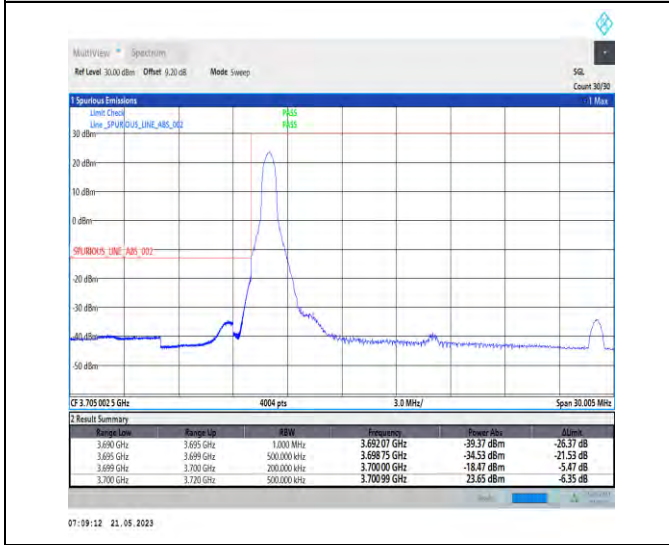 MultiView Spectrum
Ref Level 30.00 dBm Offset 9.20 dB Mode Sweep SGL
Count 30/30
1 Spurious Emissions 1 Max
Limit Check PASS
Line _SPURIOUS_LINE_ABS_002 PASS
30 dBm
20 dBm
10 dBm
0 dBm
SPURIOUS_LINE_ABS_002
-20 dBm
-30 dBm
-40 dBm
-50 dBm
CF 3.705 002 5 GHz 4004 pts 3.0 MHz/ Span 30.005 MHz
2 Result Summary
Range Low Range Up RBW Frequency Power Abs ΔLimit
3.690 GHz 3.695 GHz 1.000 MHz 3.692 07 GHz -39.37 dBm -26.37 dB
3.695 GHz 3.699 GHz 500.000 kHz 3.698 75 GHz -34.53 dBm -21.53 dB
3.699 GHz 3.700 GHz 200.000 kHz 3.700 00 GHz -18.47 dBm -5.47 dB
3.700 GHz 3.720 GHz 500.000 kHz 3.700 99 GHz 23.65 dBm -6.35 dB
07:09:12 21.05.2023